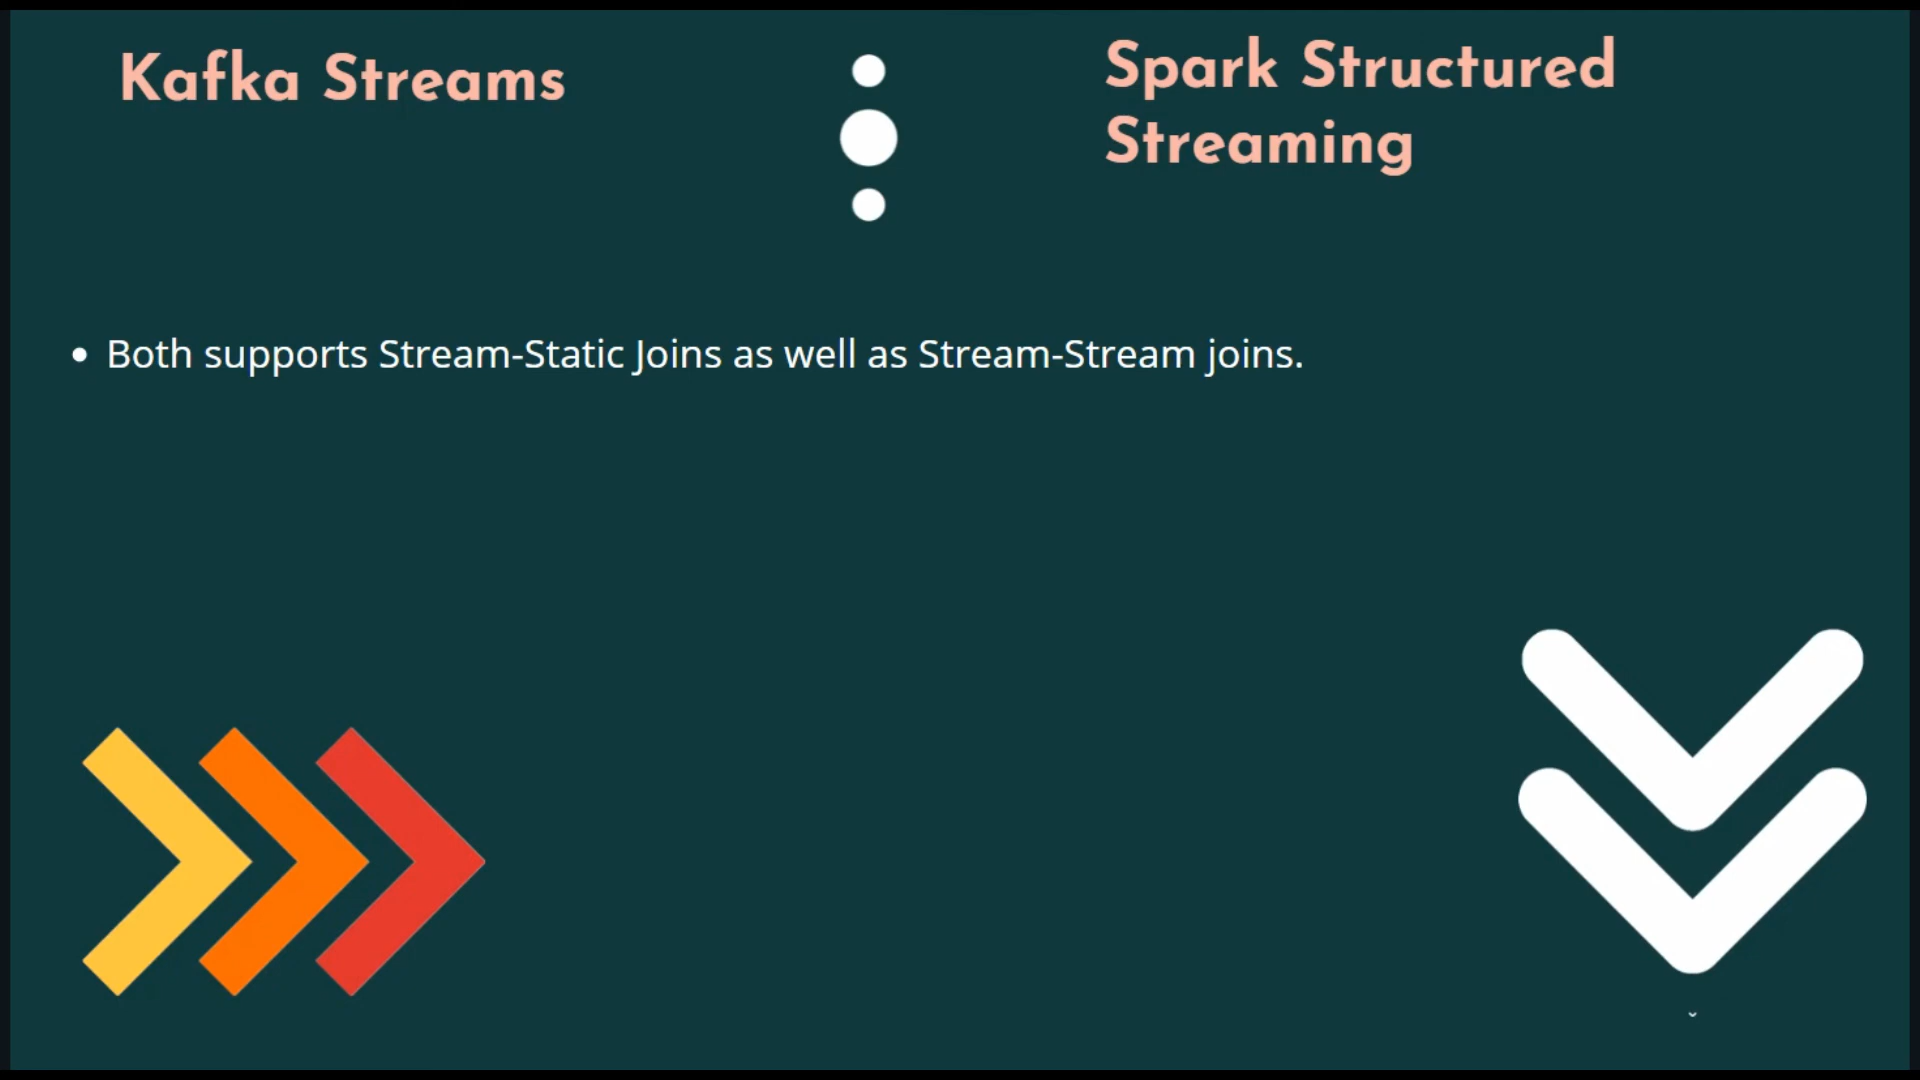 Kafka Streams
Spark Structured
Streaming
• Both supports Stream-Static Joins as well as Stream-Stream joins.